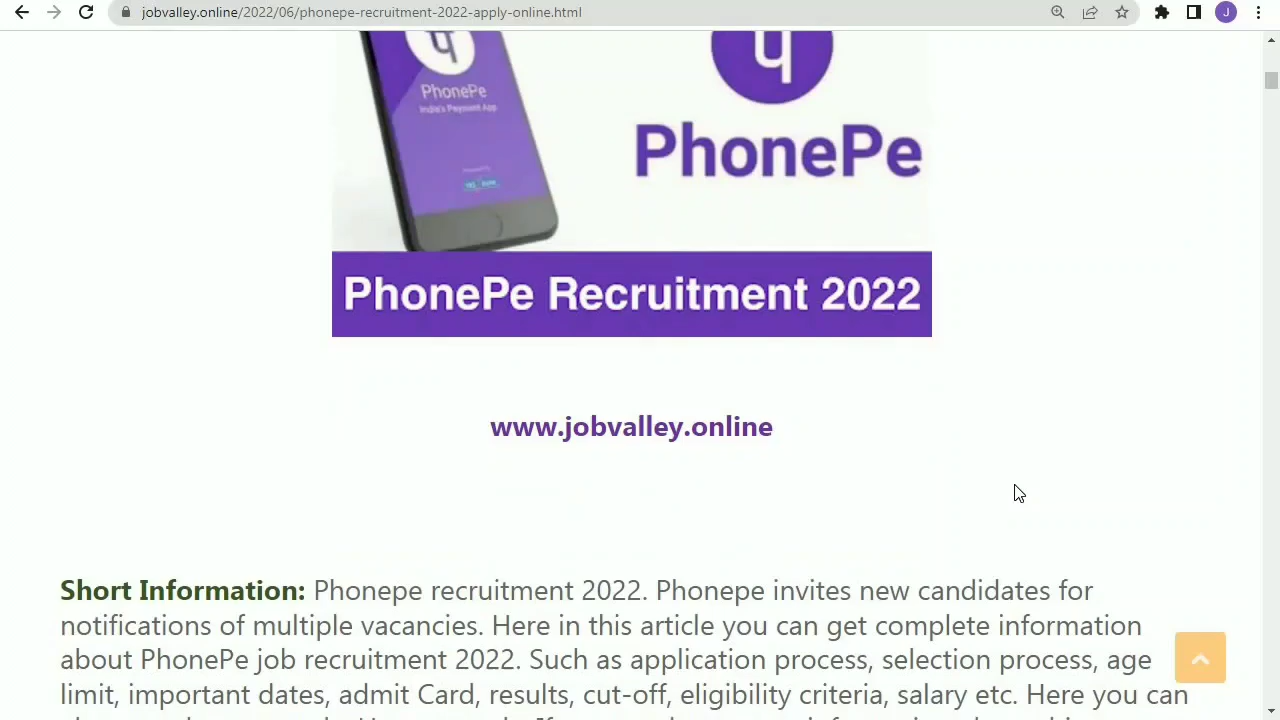 jobvalley.online/2022/06/phonepe-recruitment-2022-apply-online.html
J
पे
PhonePe
India's Payment App
पे
PhonePe
PhonePe Recruitment 2022
www.jobvalley.online
Short Information: Phonepe recruitment 2022. Phonepe invites new candidates for
notifications of multiple vacancies. Here in this article you can get complete information
about PhonePe job recruitment 2022. Such as application process, selection process, age
limit, important dates, admit Card, results, cut-off, eligibility criteria, salary etc. Here you can